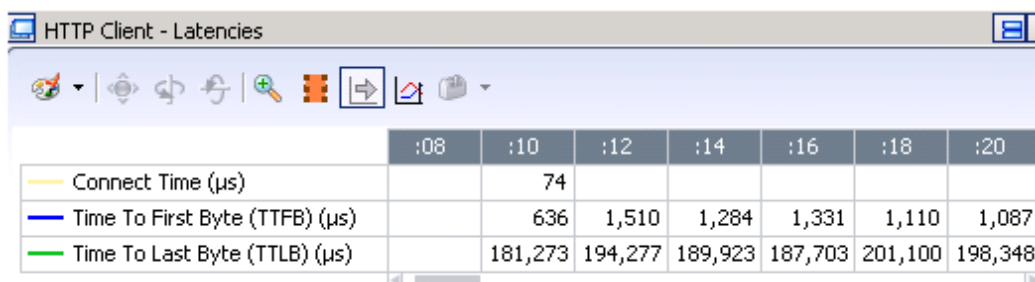 HTTP Client - Latencies
:08 :10 :12 :14 :16 :18 :20
Connect Time (µs) 74
Time To First Byte (TTFB) (µs) 636 1,510 1,284 1,331 1,110 1,087
Time To Last Byte (TTLB) (µs) 181,273 194,277 189,923 187,703 201,100 198,348